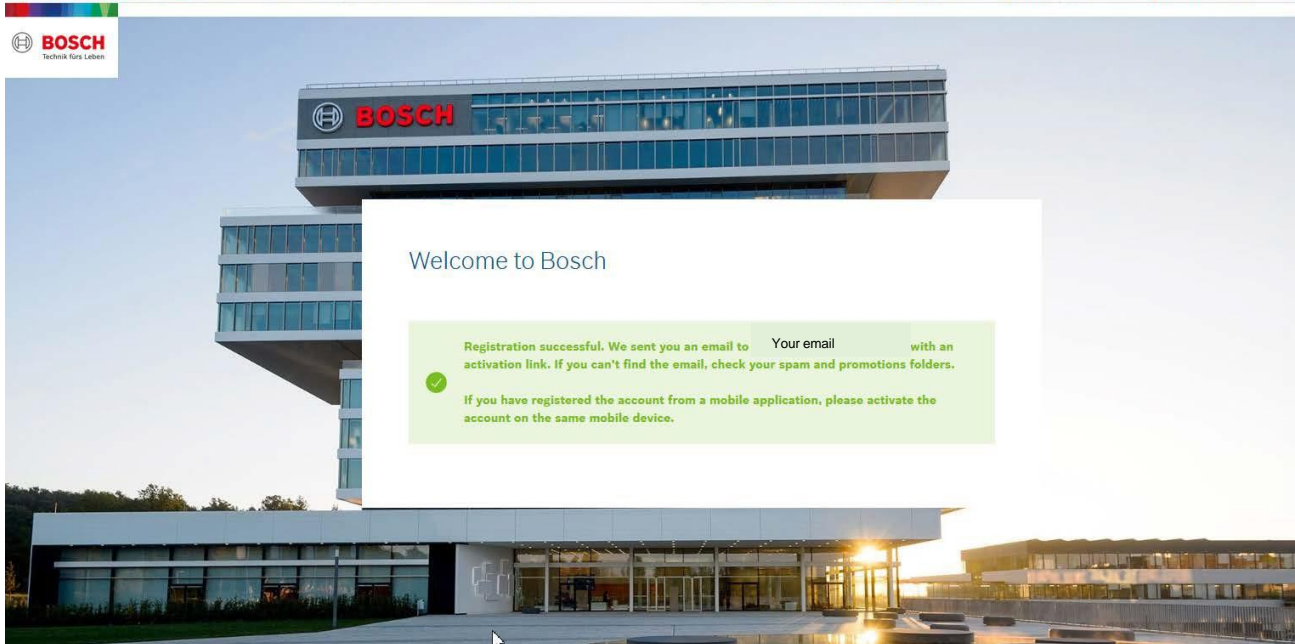 BOSCH
Technik fürs Leben
BOSCH
Welcome to Bosch
Registration successful. We sent you an email to Your email with an
activation link. If you can't find the email, check your spam and promotions folders.
If you have registered the account from a mobile application, please activate the
account on the same mobile device.